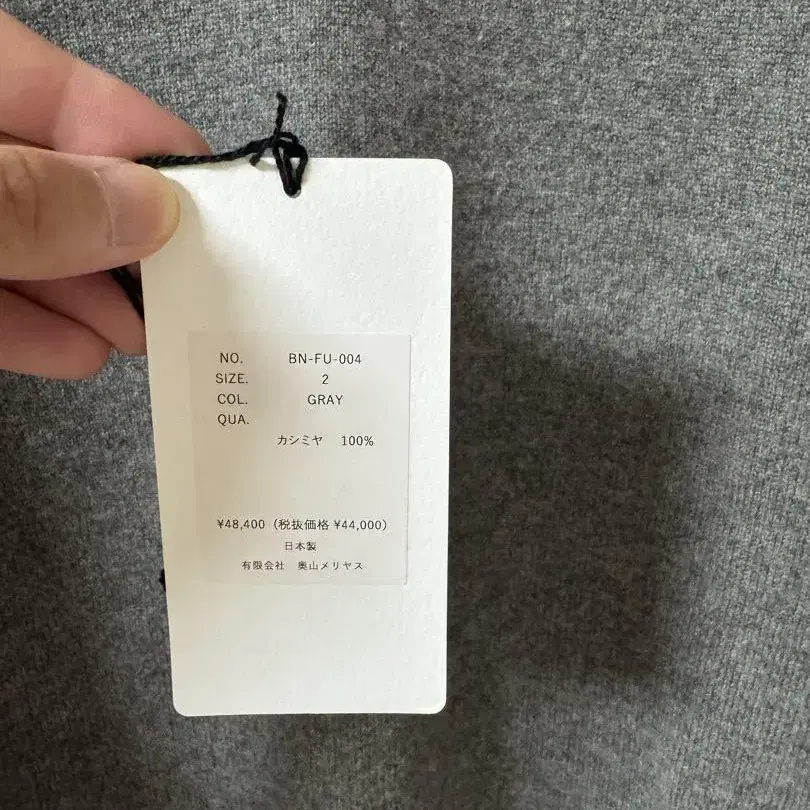 NO. BN-FU-004
SIZE. 2
COL. GRAY
QUA.
カシミヤ 100%
¥48,400（税抜価格 ¥44,000）
日本製
有限会社 奥山メリヤス